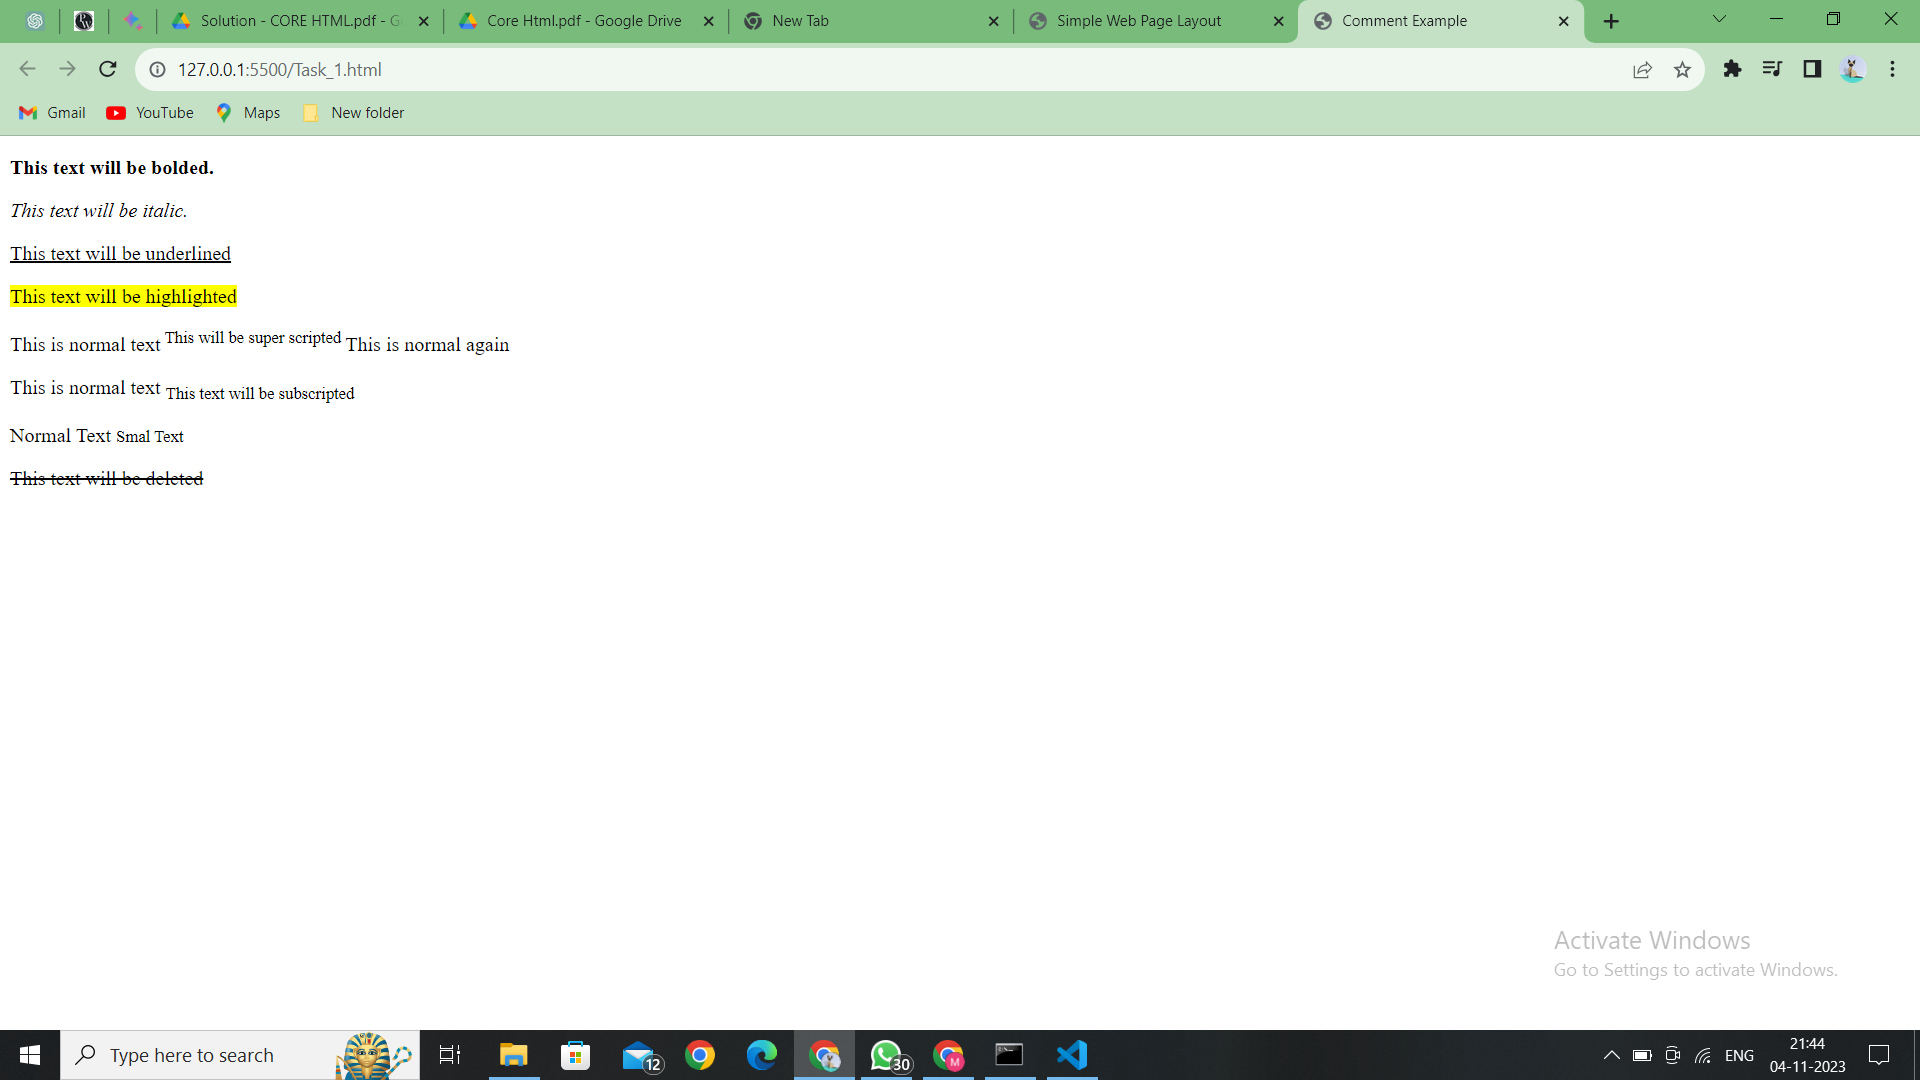 Solution - CORE HTML.pdf - G
Core Html.pdf - Google Drive
New Tab
Simple Web Page Layout
Comment Example
127.0.0.1:5500/Task_1.html
Gmail
YouTube
Maps
New folder
This text will be bolded.
This text will be italic.
This text will be underlined
This text will be highlighted
This is normal text This will be super scripted This is normal again
This is normal text This text will be subscripted
Normal Text Smal Text
This text will be deleted
Activate Windows
Go to Settings to activate Windows.
Type here to search
12
30
M
ENG
21:44
04-11-2023